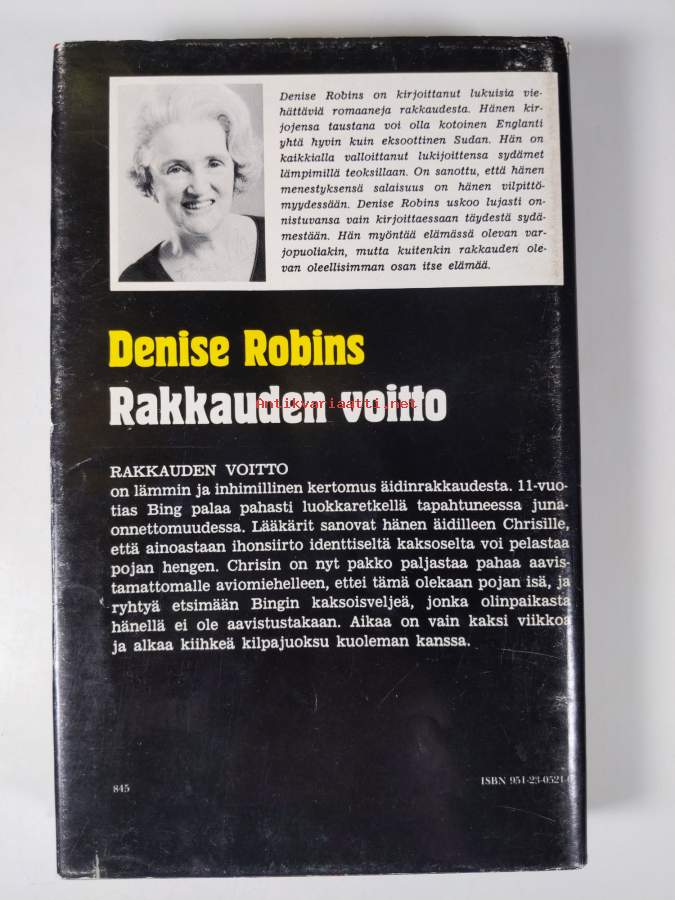 Denise Robins on kirjoittanut lukuisia vie-
hättäviä romaaneja rakkaudesta. Hänen kir-
jojensa taustana voi olla kotoinen Englanti
yhtä hyvin kuin eksoottinen Sudan. Hän on
kaikkialla valloittanut lukijoittensa sydämet
lämpimillä teoksillaan. On sanottu, että hänen
menestyksensä salaisuus on hänen vilpittö-
myydessään. Denise Robins uskoo lujasti on-
nistuvansa vain kirjoittaessaan täydestä sydä-
mestään. Hän myöntää elämässä olevan var-
jopuoliakin, mutta kuitenkin rakkauden ole-
van oleellisimman osan itse elämää.
Denise Robins
Rakkauden voitto
Antikvariaatti.net
RAKKAUDEN VOITTO
on lämmin ja inhimillinen kertomus äidinrakkaudesta. 11-vuo-
tias Bing palaa pahasti luokkaretkellä tapahtuneessa juna-
onnettomuudessa. Lääkärit sanovat hänen äidilleen Chrisille,
että ainoastaan ihonsiirto identtiseltä kaksoselta voi pelastaa
pojan hengen. Chrisin on nyt pakko paljastaa pahaa aavis-
tamattomalle aviomiehelleen, ettei tämä olekaan pojan isä, ja
ryhtyä etsimään Bingin kaksoisveljeä, jonka olinpaikasta
hänellä ei ole aavistustakaan. Aikaa on vain kaksi viikkoa
ja alkaa kiihkeä kilpajuoksu kuoleman kanssa.
845
ISBN 951-23-0521-